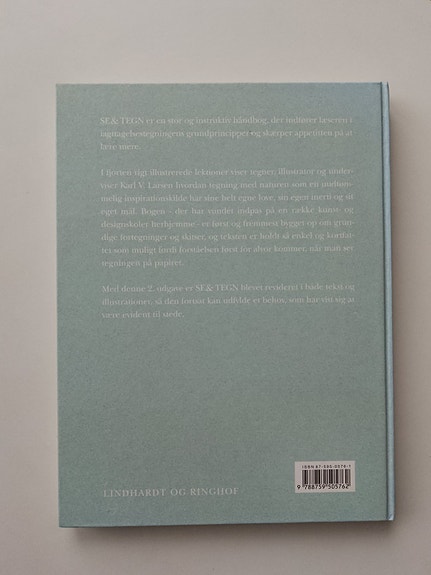 SE & TEGN er en stor og instruktiv håndbog, der indfører læseren i
iagttagelsestegningens grundprincipper og skærper appetitten på at
lære mere.
I fjorten rigt illustrerede lektioner viser tegner, illustrator og under-
viser Karl V. Larsen hvordan tegning med naturen som en uudtøm-
melig inspirationskilde har sine helt egne love, sin egen metri og sit
eget mål. Bogen - der har vundet indpas på en række kunst- og
designskoler herhjemme - er først og fremmest bygget op om grun-
dige fortegninger og skitser, og teksten er holdt så enkel og kortfat-
tet som muligt fordi forståelsen først for alvor kommer, når man ser
tegningen på papiret.
Med denne 2. udgave er SE & TEGN blevet revideret i både tekst og
illustrationer, så den fortsat kan udfylde et behov, som har vist sig at
være evident til stede.
ISBN 87-595-0576-1
9 788759 505762
LINDHARDT OG RINGHOF